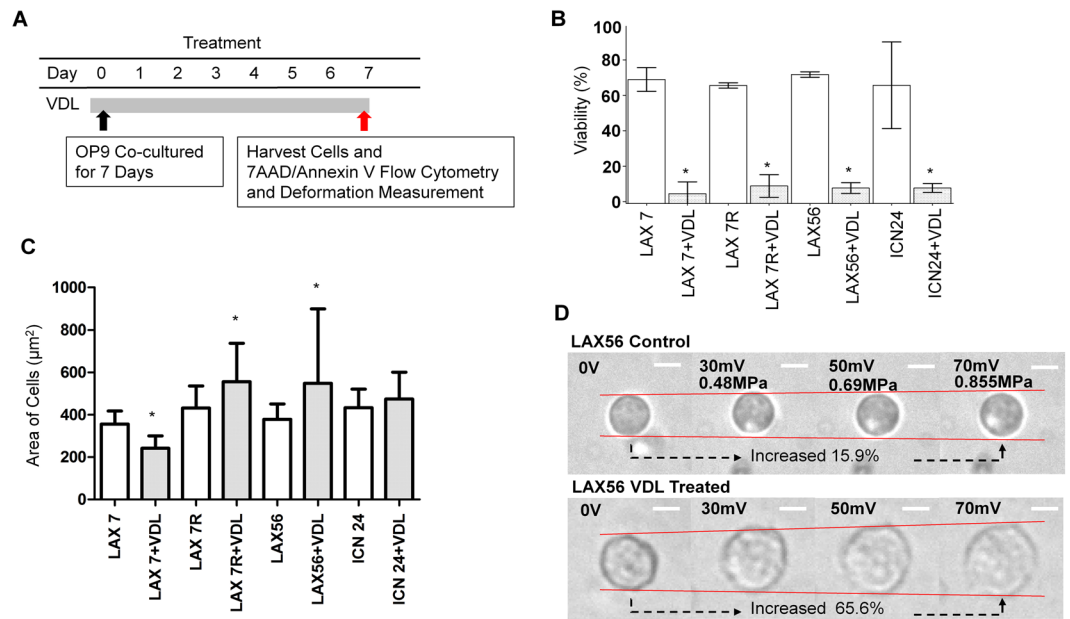 A
Treatment
Day 0 1 2 3 4 5 6 7
VDL
OP9 Co-cultured
for 7 Days
Harvest Cells and
7AAD/Annexin V Flow Cytometry
and Deformation Measurement
B
Viability (%)
100
80
60
40
20
0
* * * *
LAX 7
LAX 7+VDL
LAX 7R
LAX 7R+VDL
LAX56
LAX56+VDL
ICN24
ICN24+VDL
C
Area of Cells (μm²)
1000
800
600
400
200
0
* * *
LAX 7
LAX 7+VDL
LAX 7R
LAX 7R+VDL
LAX56
LAX56+VDL
ICN 24
ICN 24+VDL
D
LAX56 Control
0V 30mV 50mV 70mV
0.48MPa 0.69MPa 0.855MPa
Increased 15.9%
LAX56 VDL Treated
0V 30mV 50mV 70mV
Increased 65.6%